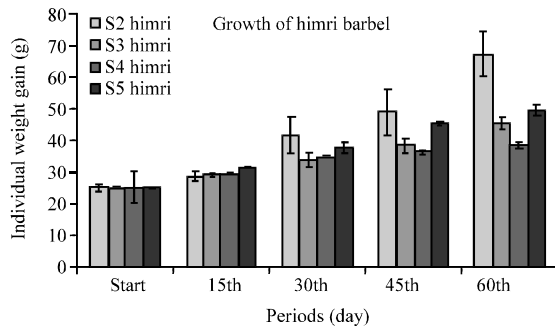 Growth of himri barbel
S2 himri
S3 himri
S4 himri
S5 himri
Individual weight gain (g)
80
70
60
50
40
30
20
10
0
Start 15th 30th 45th 60th
Periods (day)